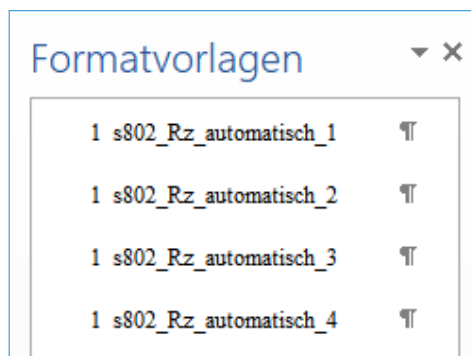 Formatvorlagen
1 s802_Rz_automatisch_1 ¶
1 s802_Rz_automatisch_2 ¶
1 s802_Rz_automatisch_3 ¶
1 s802_Rz_automatisch_4 ¶